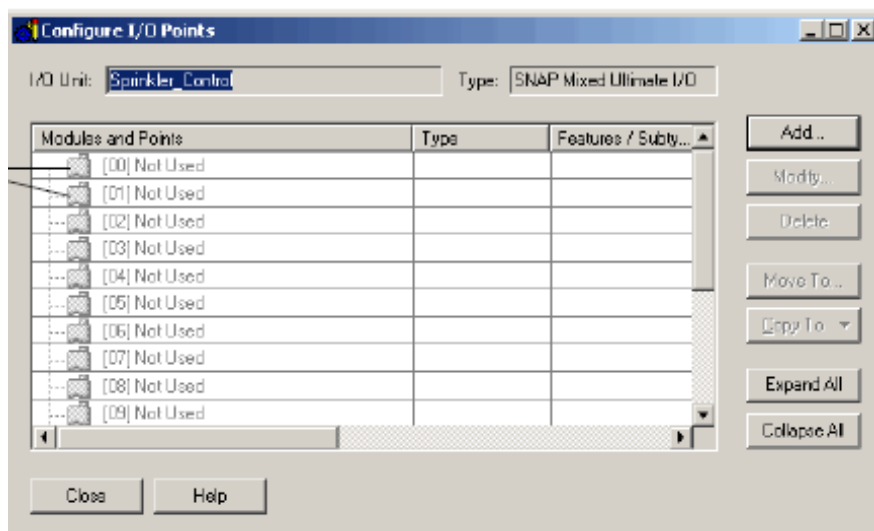 Configure I/O Points
I/O Unit: Sprinkler_Control Type: SNAP Mixed Ultimate I/O
Modules and Points Type Features / Subty...
[00] Not Used
[01] Not Used
[02] Not Used
[03] Not Used
[04] Not Used
[05] Not Used
[06] Not Used
[07] Not Used
[08] Not Used
[09] Not Used
Add...
Modify...
Delete
Move To...
Copy To
Expand All
Collapse All
Close Help